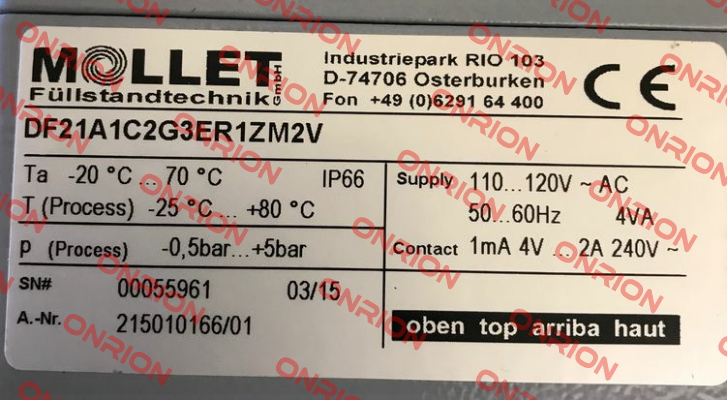 MOLLET GmbH
Füllstandtechnik
Industriepark RIO 103
D-74706 Osterburken
Fon +49 (0)6291 64 400
CE
DF21A1C2G3ER1ZM2V
Ta -20 °C ... 70 °C IP66
T (Process) -25 °C ... +80 °C
p (Process) -0,5bar...+5bar
SN# 00055961 03/15
A.-Nr. 215010166/01
Supply 110...120V ~ AC
50...60Hz 4VA
Contact 1mA 4V ... 2A 240V ~
oben top arriba haut
ONRION